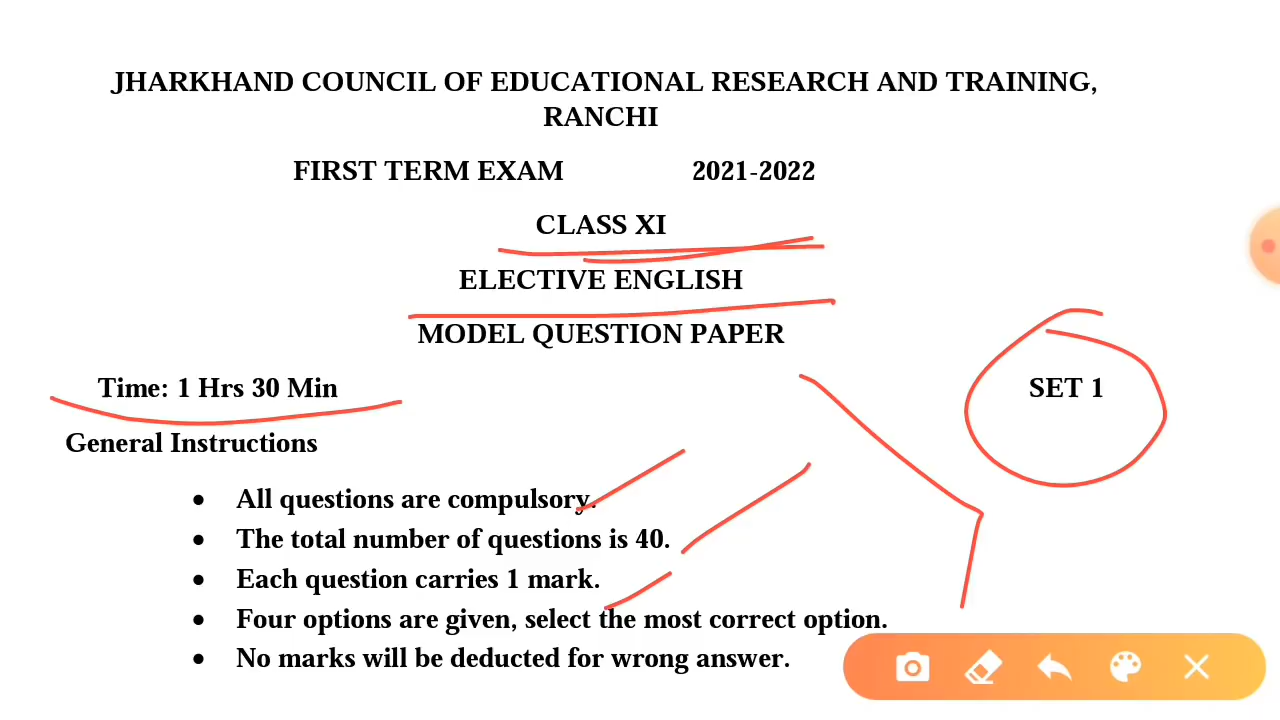 JHARKHAND COUNCIL OF EDUCATIONAL RESEARCH AND TRAINING,
RANCHI
FIRST TERM EXAM 2021-2022
CLASS XI
ELECTIVE ENGLISH
MODEL QUESTION PAPER
Time: 1 Hrs 30 Min SET 1
General Instructions
• All questions are compulsory.
• The total number of questions is 40.
• Each question carries 1 mark.
• Four options are given, select the most correct option.
• No marks will be deducted for wrong answer.